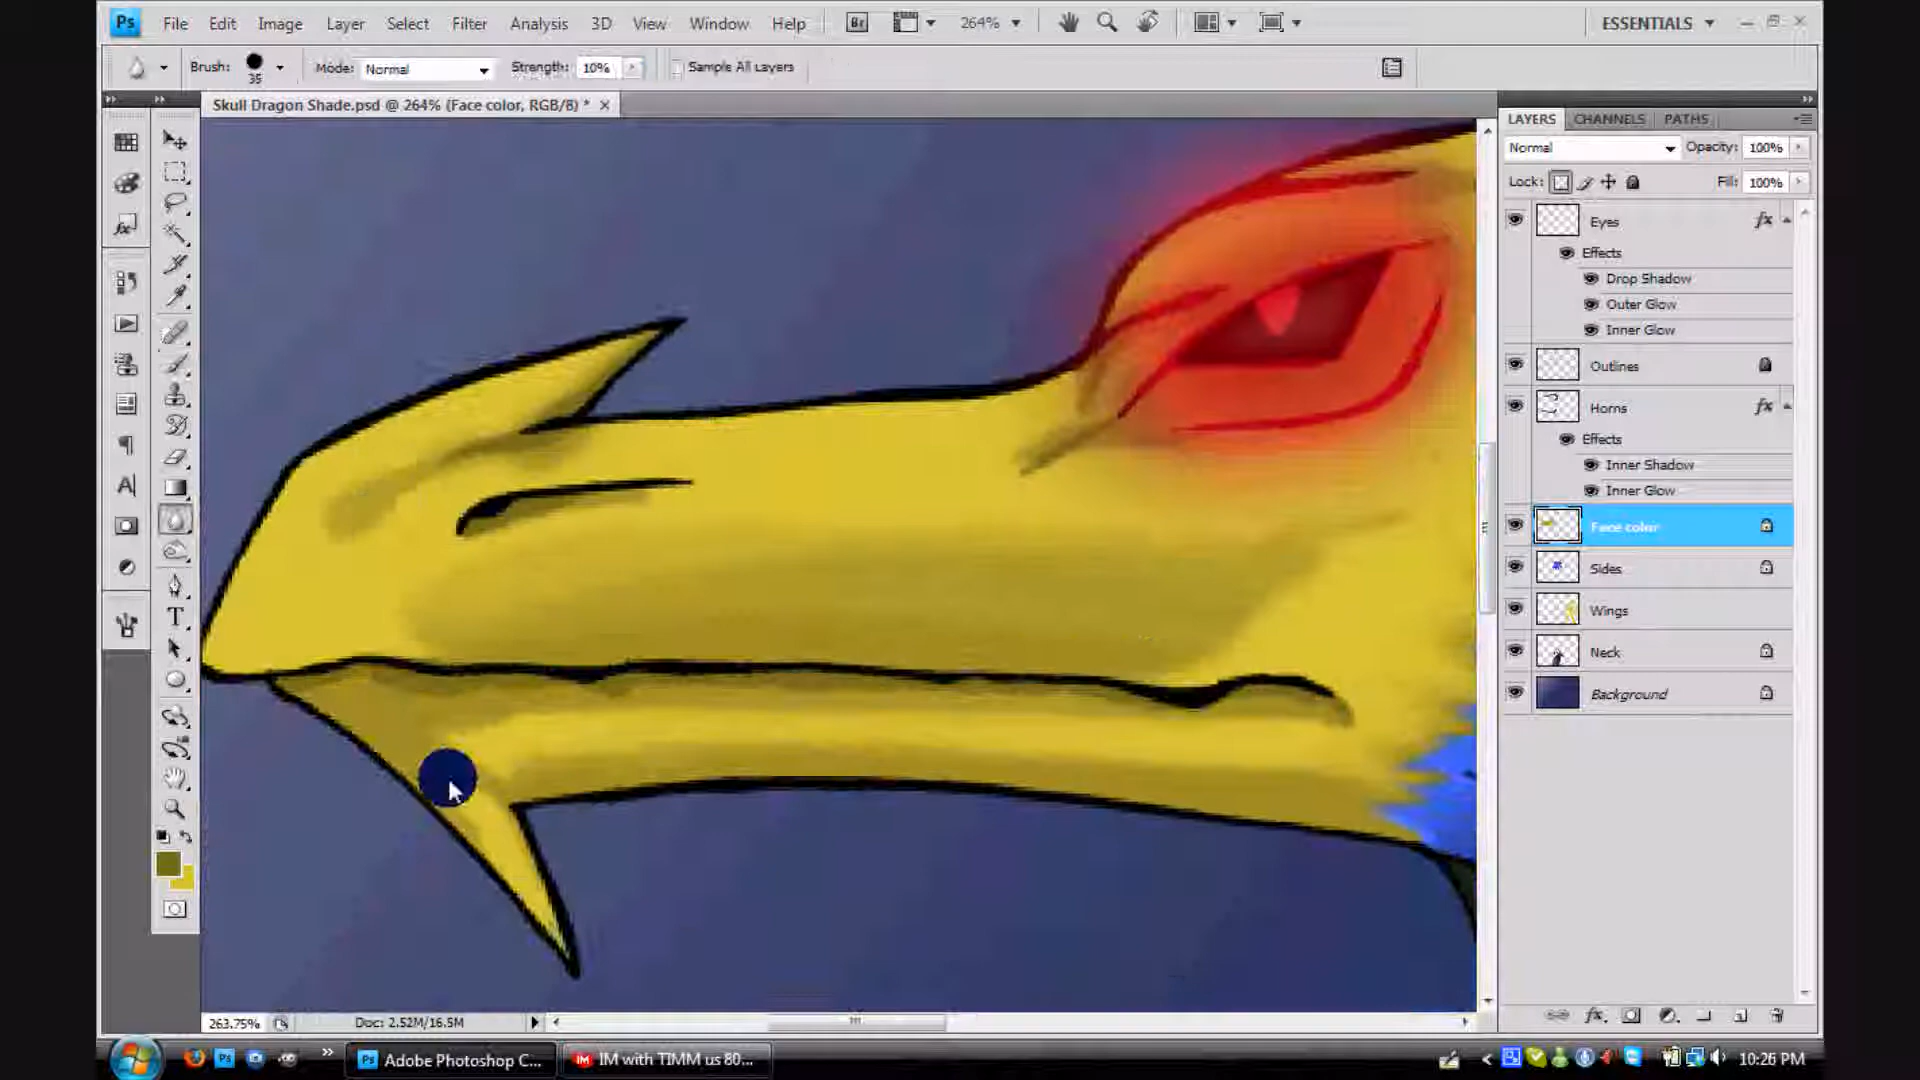 Ps File Edit Image Layer Select Filter Analysis 3D View Window Help Br 264% ESSENTIALS
Brush: 35 Mode: Normal Strength: 10% Sample All Layers
Skull Dragon Shade.psd @ 264% (Face color, RGB/8) *
LAYERS CHANNELS PATHS
Normal Opacity: 100%
Lock: Fill: 100%
Eyes fx
Effects
Drop Shadow
Outer Glow
Inner Glow
Outlines
Horns fx
Effects
Inner Shadow
Inner Glow
Face color
Sides
Wings
Neck
Background
263.75% Doc: 2.52M/16.5M
Ps Adobe Photoshop C... IM IM with TIMM us 80... 10:26 PM